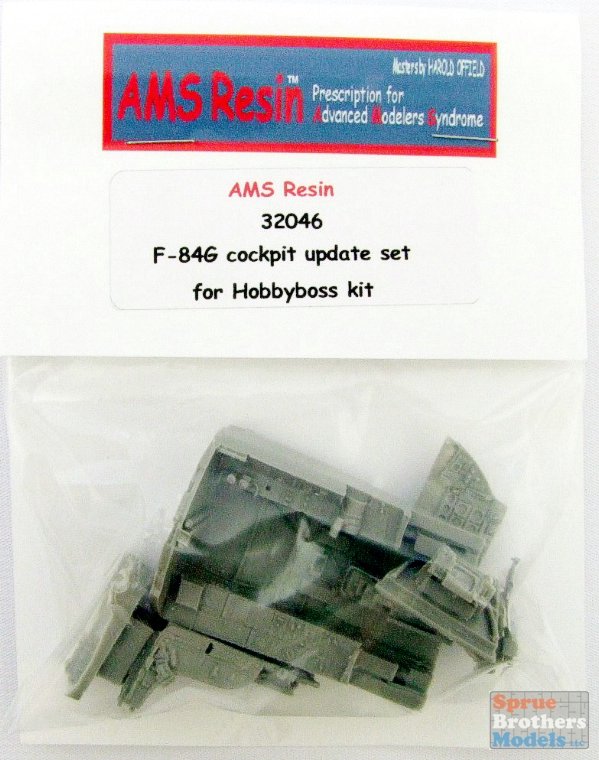 Masters by HAROLD OFFIELD
AMS Resin™
Prescription for
Advanced Modelers Syndrome
AMS Resin
32046
F-84G cockpit update set
for Hobbyboss kit
Sprue
Brothers
Models LLC